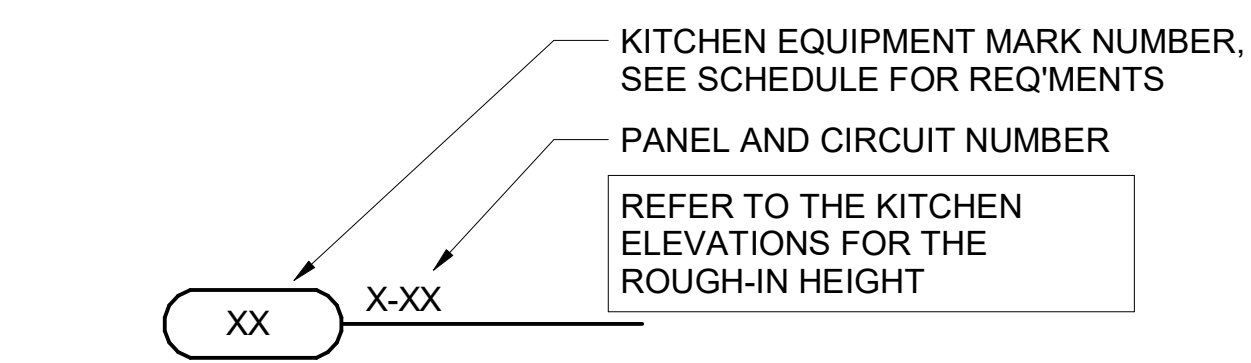 KITCHEN EQUIPMENT MARK NUMBER,
SEE SCHEDULE FOR REQ'MENTS
PANEL AND CIRCUIT NUMBER
REFER TO THE KITCHEN
ELEVATIONS FOR THE
ROUGH-IN HEIGHT
X-XX
XX